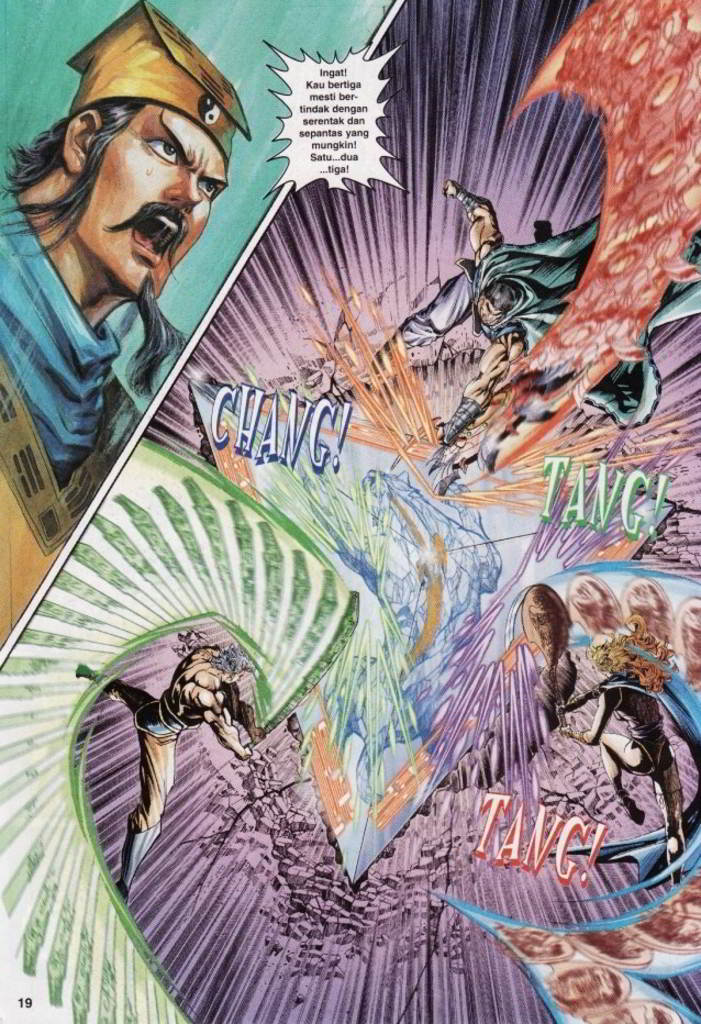 Ingat!
Kau bertiga
mesti ber-
tindak dengan
serentak dan
sepantas yang
mungkin!
Satu...dua
...tiga!
CHANG!
TANG!
TANG!
19